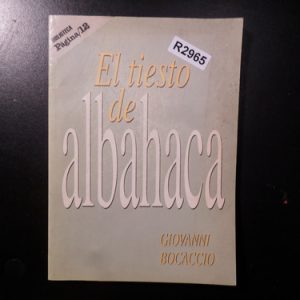 BIBLIOTECA
Página/12
R2965
El tiesto
de
albahaca
GIOVANNI
BOCACCIO